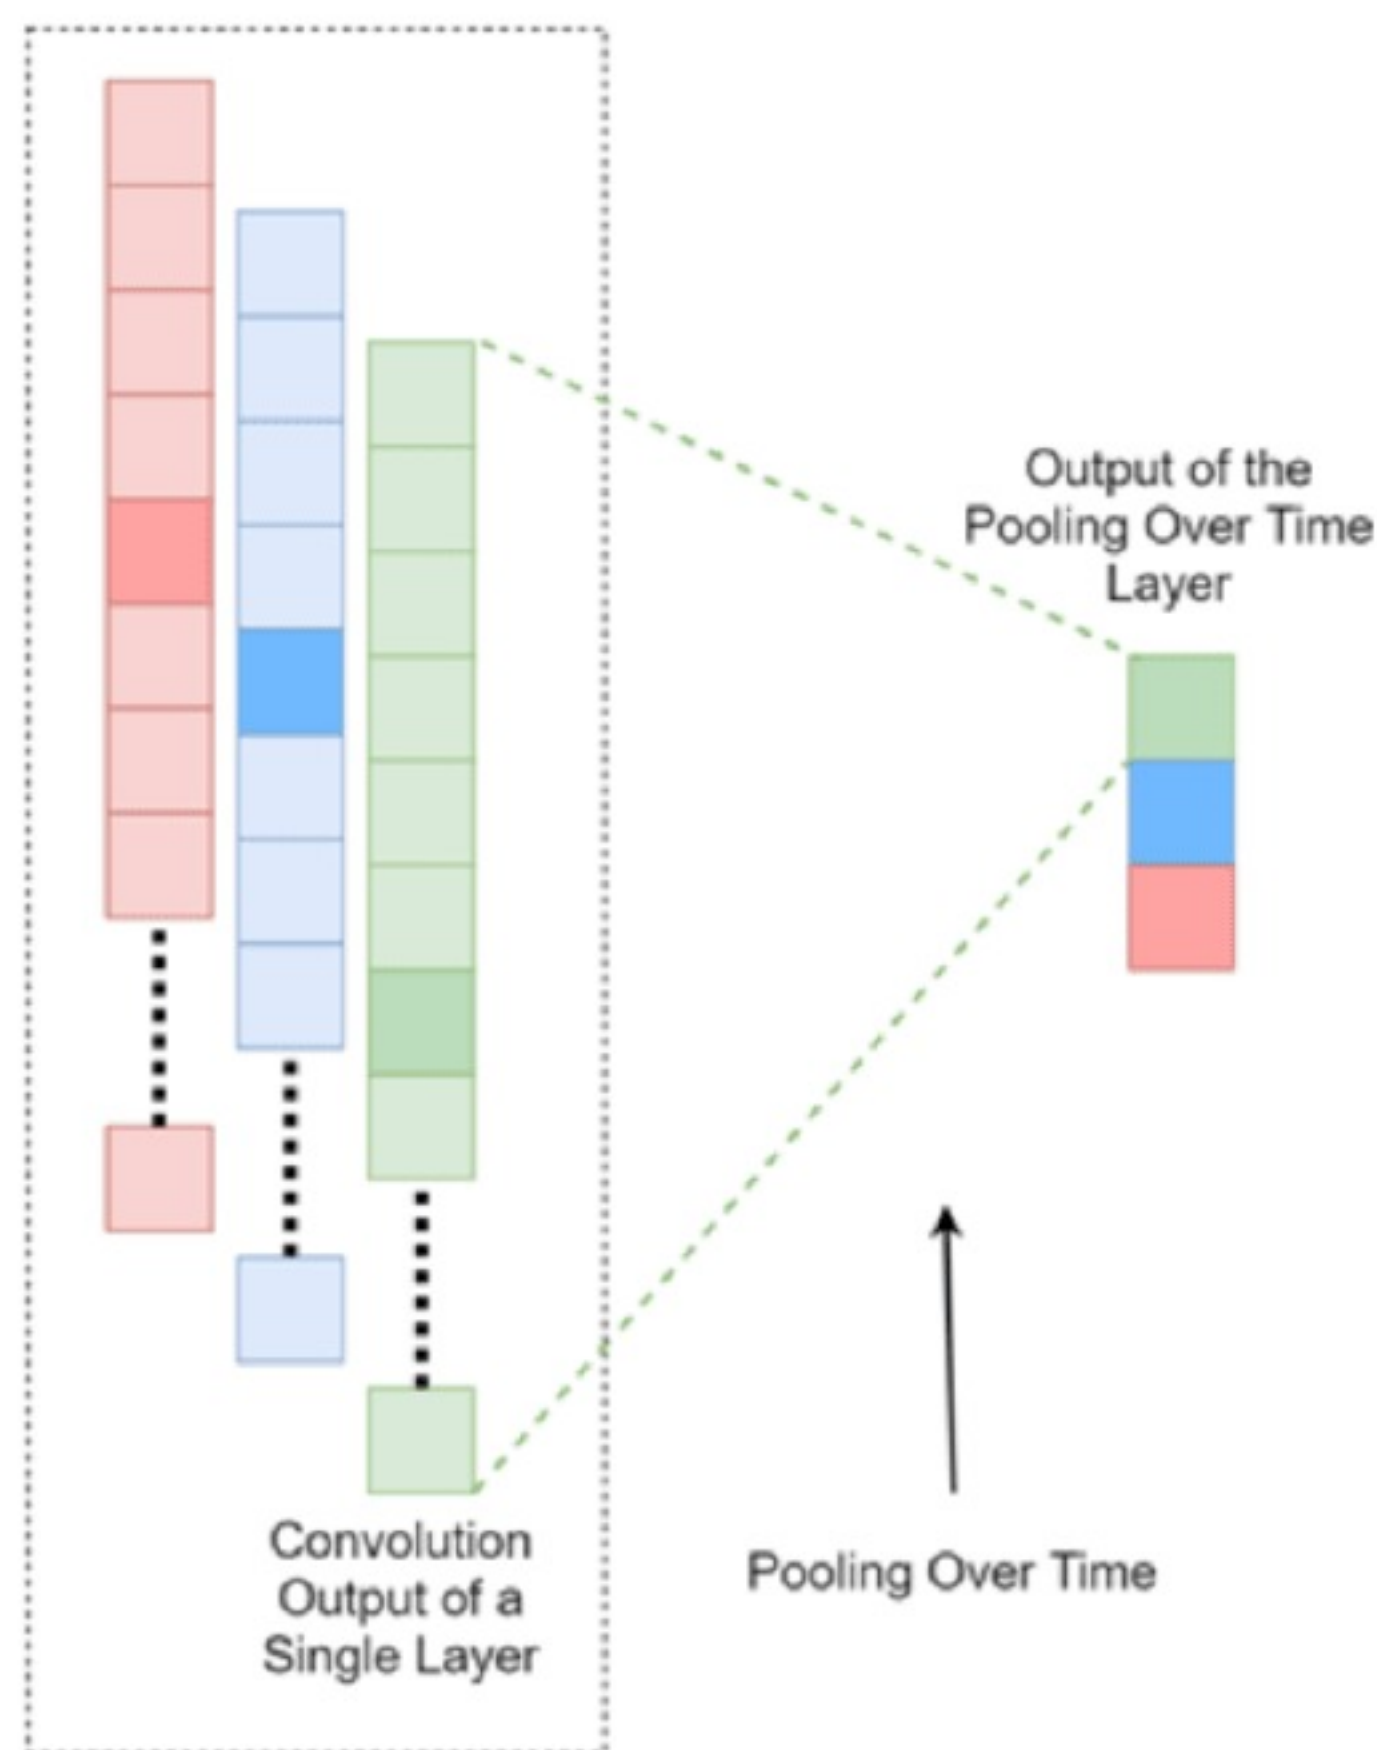 Output of the
Pooling Over Time
Layer
Convolution
Output of a
Single Layer
Pooling Over Time